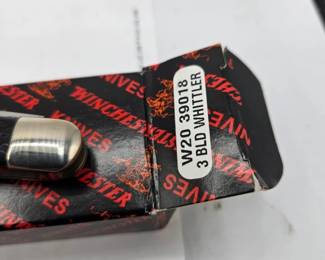 W20 39018
3 BLD WHITTLER
WINCHESTER
KNIVES
WINCHESTER
KNIVES